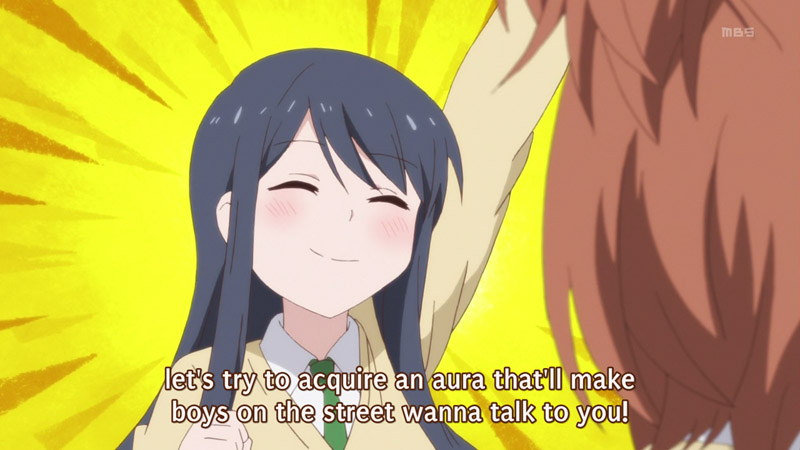 MBS
let's try to acquire an aura that'll make
boys on the street wanna talk to you!